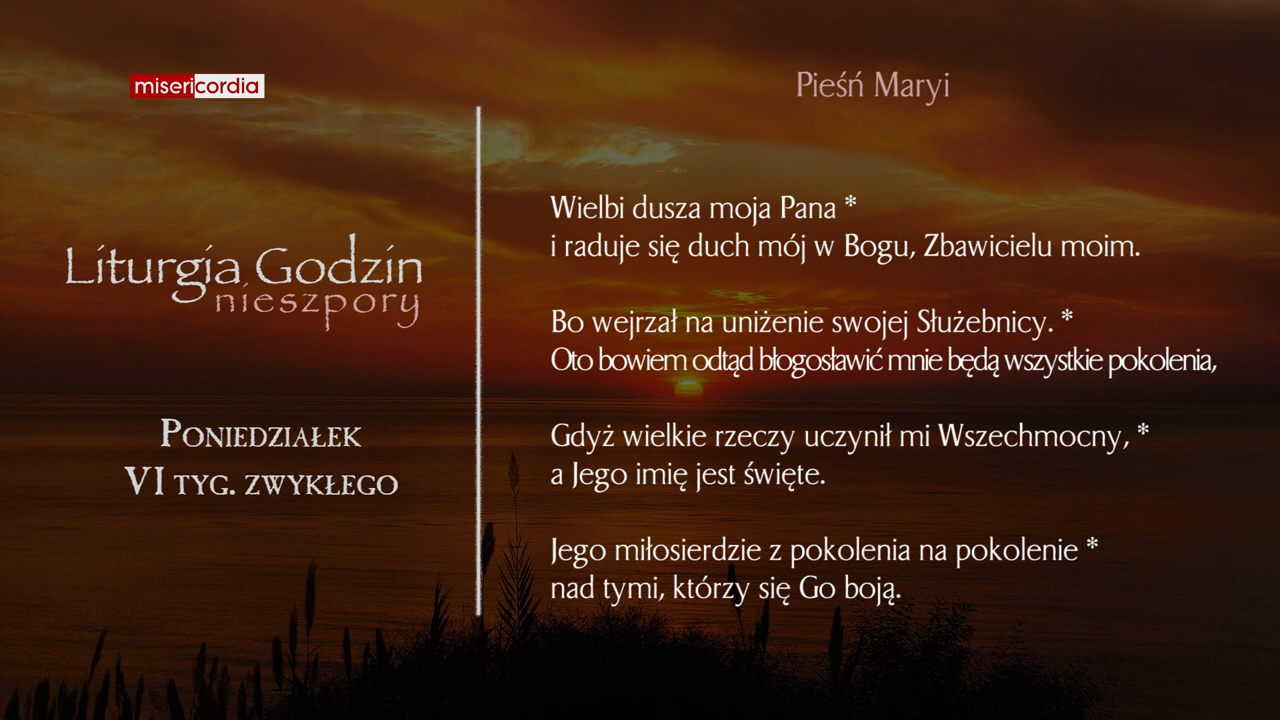 misericordia
Liturgia Godzin
nieszpory
Poniedziałek
VI tyg. zwykłego
Pieśń Maryi
Wielbi dusza moja Pana *
i raduje się duch mój w Bogu, Zbawicielu moim.
Bo wejrzał na uniżenie swojej Służebnicy. *
Oto bowiem odtąd błogosławić mnie będą wszystkie pokolenia,
Gdyż wielkie rzeczy uczynił mi Wszechmocny, *
a Jego imię jest święte.
Jego miłosierdzie z pokolenia na pokolenie *
nad tymi, którzy się Go boją.